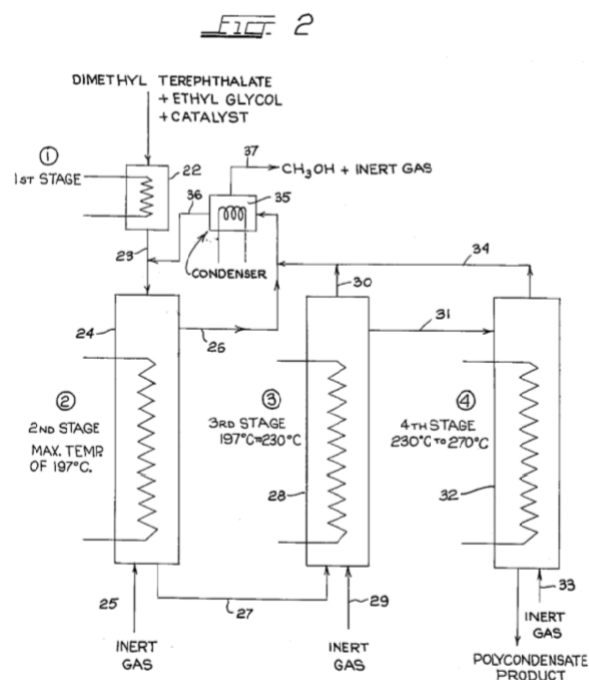 FIG. 2
DIMETHYL TEREPHTHALATE
+ ETHYL GLYCOL
+ CATALYST
①
1ST STAGE
22
37
CH₃OH + INERT GAS
36
35
23
CONDENSER
34
30
24
26
31
②
2ND STAGE
MAX. TEMP.
OF 197°C.
③
3RD STAGE
197°C TO 230°C
④
4TH STAGE
230°C TO 270°C
28
32
25
27
29
33
INERT
GAS
INERT
GAS
INERT
GAS
POLYCONDENSATE
PRODUCT